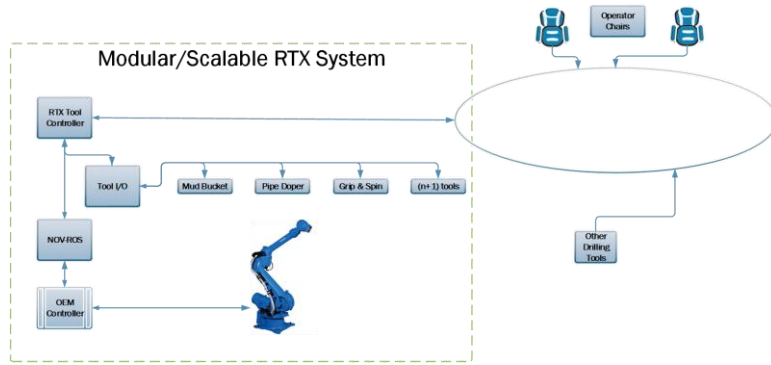 Operator
Chairs
Modular/Scalable RTX System
RTX Tool
Controller
Tool I/O
Mud Bucket
Pipe Doper
Grip & Spin
(n+1) tools
NOV-ROS
Other
Drilling
Tools
OEM
Controller